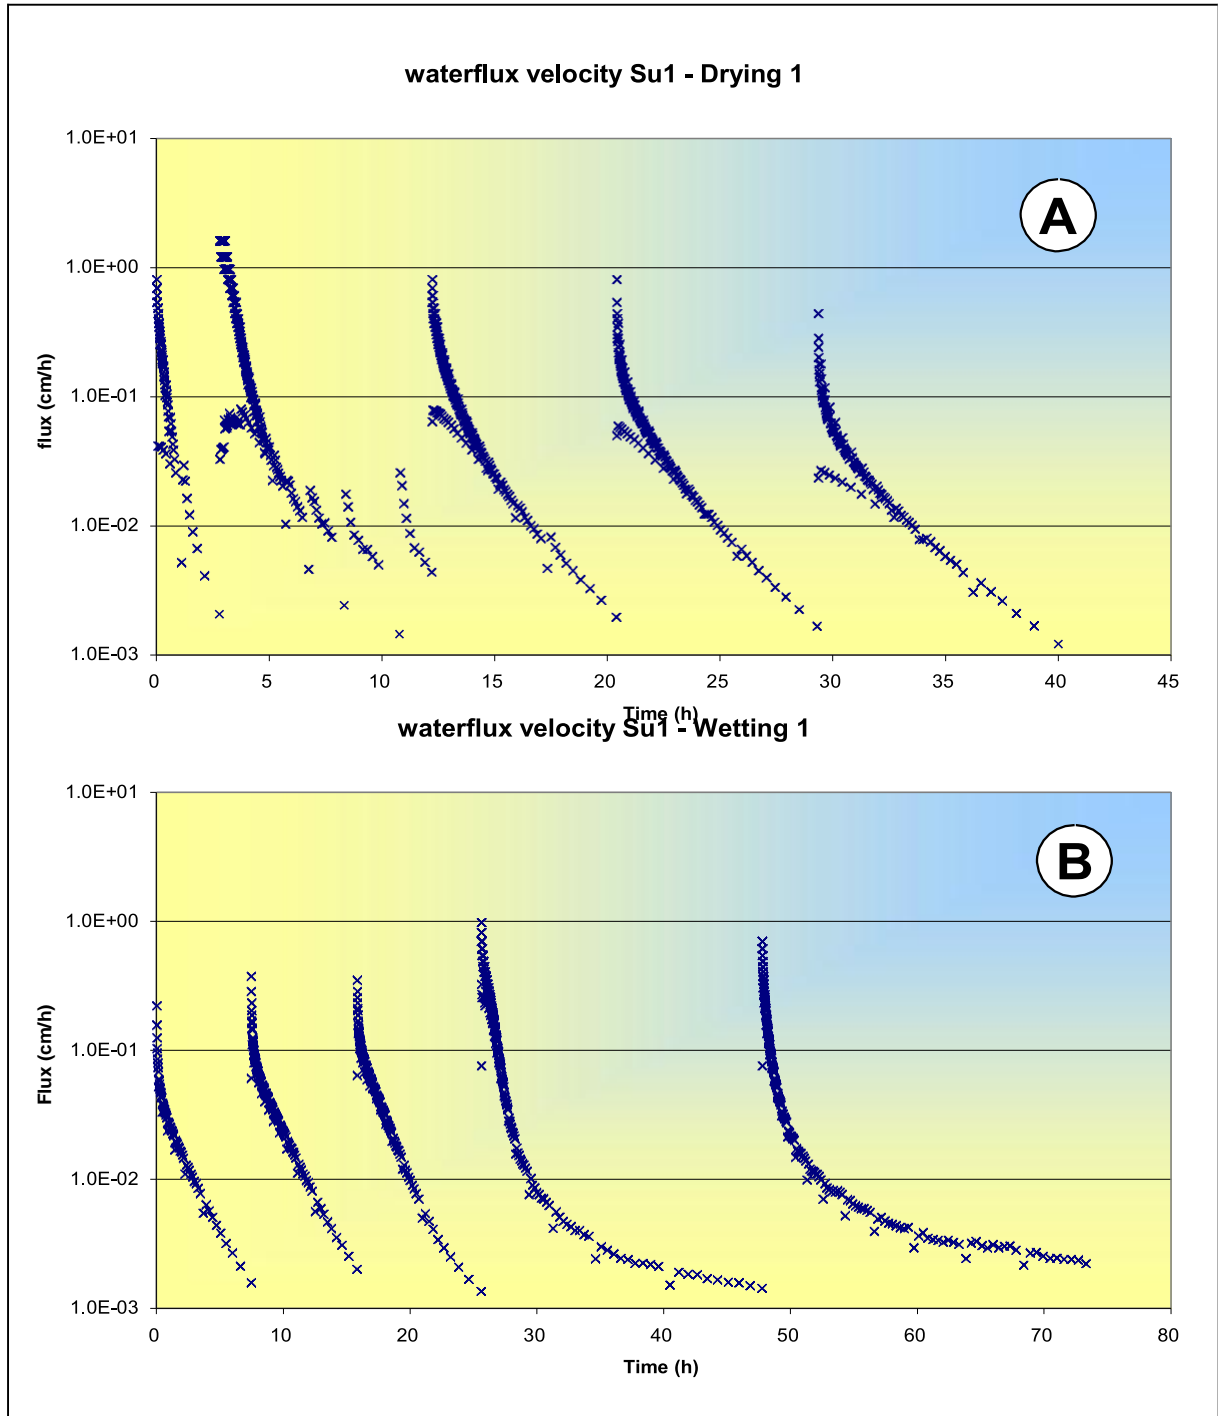 waterflux velocity Su1 - Drying 1
1.0E+01
A
1.0E+00
1.0E-01
1.0E-02
1.0E-03
flux (cm/h)
0 5 10 15 20 25 30 35 40 45
Time (h)
waterflux velocity Su1 - Wetting 1
1.0E+01
B
1.0E+00
1.0E-01
1.0E-02
1.0E-03
Flux (cm/h)
0 10 20 30 40 50 60 70 80
Time (h)